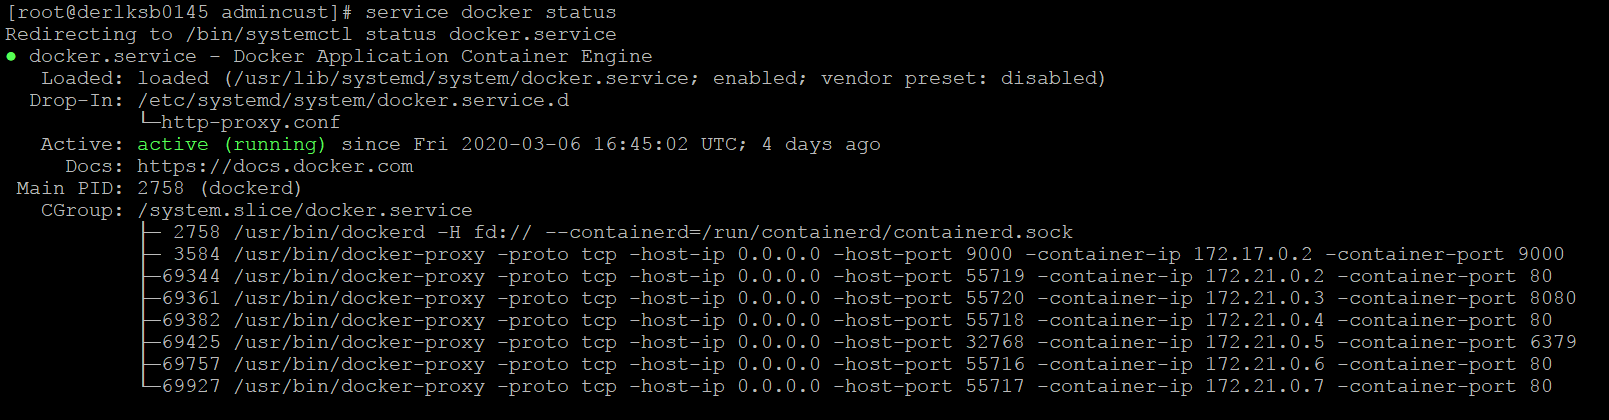 [root@derlksb0145 admincust]# service docker status
Redirecting to /bin/systemctl status docker.service
● docker.service - Docker Application Container Engine
   Loaded: loaded (/usr/lib/systemd/system/docker.service; enabled; vendor preset: disabled)
  Drop-In: /etc/systemd/system/docker.service.d
           └─http-proxy.conf
   Active: active (running) since Fri 2020-03-06 16:45:02 UTC; 4 days ago
     Docs: https://docs.docker.com
 Main PID: 2758 (dockerd)
   CGroup: /system.slice/docker.service
           ├─ 2758 /usr/bin/dockerd -H fd:// --containerd=/run/containerd/containerd.sock
           ├─ 3584 /usr/bin/docker-proxy -proto tcp -host-ip 0.0.0.0 -host-port 9000 -container-ip 172.17.0.2 -container-port 9000
           ├─69344 /usr/bin/docker-proxy -proto tcp -host-ip 0.0.0.0 -host-port 55719 -container-ip 172.21.0.2 -container-port 80
           ├─69361 /usr/bin/docker-proxy -proto tcp -host-ip 0.0.0.0 -host-port 55720 -container-ip 172.21.0.3 -container-port 8080
           ├─69382 /usr/bin/docker-proxy -proto tcp -host-ip 0.0.0.0 -host-port 55718 -container-ip 172.21.0.4 -container-port 80
           ├─69425 /usr/bin/docker-proxy -proto tcp -host-ip 0.0.0.0 -host-port 32768 -container-ip 172.21.0.5 -container-port 6379
           ├─69757 /usr/bin/docker-proxy -proto tcp -host-ip 0.0.0.0 -host-port 55716 -container-ip 172.21.0.6 -container-port 80
           └─69927 /usr/bin/docker-proxy -proto tcp -host-ip 0.0.0.0 -host-port 55717 -container-ip 172.21.0.7 -container-port 80